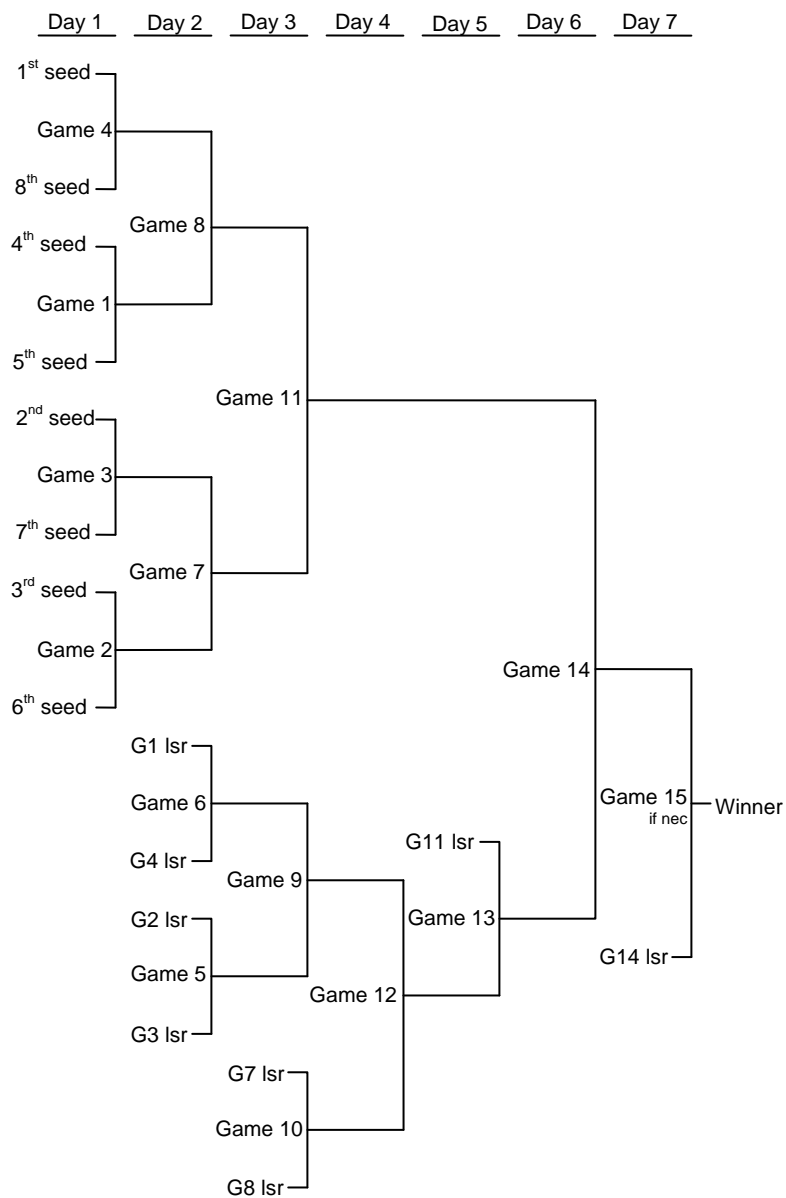 Day 1 Day 2 Day 3 Day 4 Day 5 Day 6 Day 7
1st seed
Game 4
8th seed
Game 8
4th seed
Game 1
5th seed
Game 11
2nd seed
Game 3
7th seed
Game 7
3rd seed
Game 2
6th seed
Game 14
G1 lsr
Game 6
G4 lsr
Game 9
G2 lsr
Game 5
G3 lsr
Game 12
G7 lsr
Game 10
G8 lsr
G11 lsr
Game 13
Game 15
if nec
Winner
G14 lsr